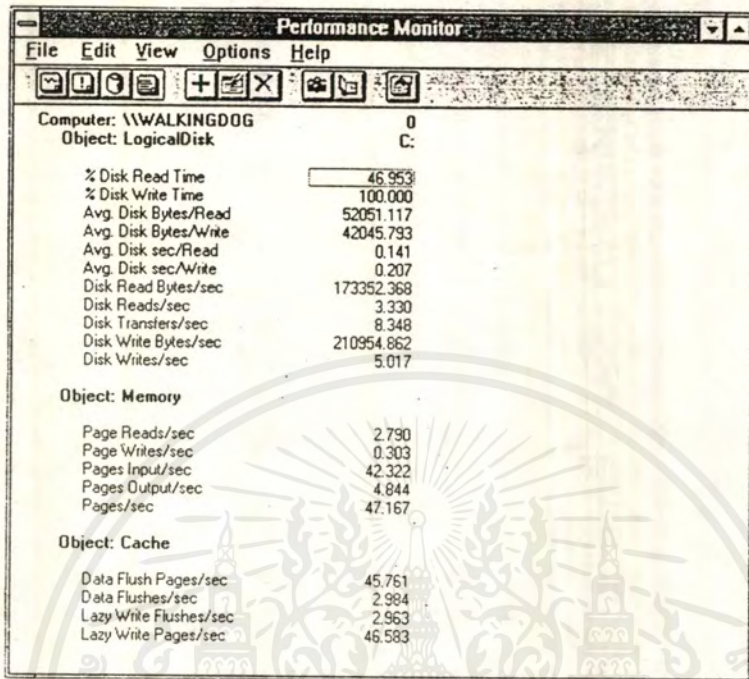 Performance Monitor
File Edit View Options Help
Computer: \\WALKINGDOG 0
Object: LogicalDisk C:
% Disk Read Time 46.953
% Disk Write Time 100.000
Avg. Disk Bytes/Read 52051.117
Avg. Disk Bytes/Write 42045.793
Avg. Disk sec/Read 0.141
Avg. Disk sec/Write 0.207
Disk Read Bytes/sec 173352.368
Disk Reads/sec 3.330
Disk Transfers/sec 8.348
Disk Write Bytes/sec 210954.862
Disk Writes/sec 5.017
Object: Memory
Page Reads/sec 2.790
Page Writes/sec 0.303
Pages Input/sec 42.322
Pages Output/sec 4.844
Pages/sec 47.167
Object: Cache
Data Flush Pages/sec 45.761
Data Flushes/sec 2.984
Lazy Write Flushes/sec 2.963
Lazy Write Pages/sec 46.583